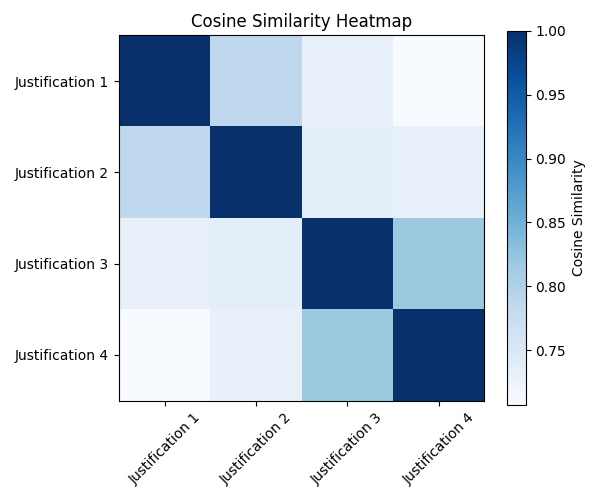 Cosine Similarity Heatmap
Justification 1
Justification 2
Justification 3
Justification 4
Justification 1
Justification 2
Justification 3
Justification 4
1.00
0.95
0.90
0.85
0.80
0.75
Cosine Similarity